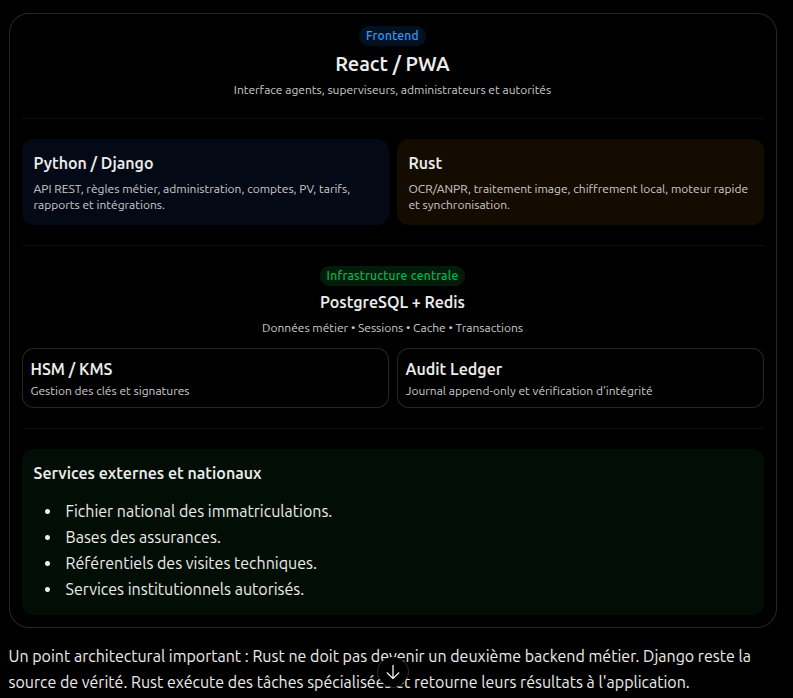 Frontend
React / PWA
Interface agents, superviseurs, administrateurs et autorités
Python / Django
API REST, règles métier, administration, comptes, PV, tarifs,
rapports et intégrations.
Rust
OCR/ANPR, traitement image, chiffrement local, moteur rapide
et synchronisation.
Infrastructure centrale
PostgreSQL + Redis
Données métier • Sessions • Cache • Transactions
HSM / KMS
Gestion des clés et signatures
Audit Ledger
Journal append-only et vérification d'intégrité
Services externes et nationaux
• Fichier national des immatriculations.
• Bases des assurances.
• Référentiels des visites techniques.
• Services institutionnels autorisés.
Un point architectural important : Rust ne doit pas devenir un deuxième backend métier. Django reste la
source de vérité. Rust exécute des tâches spécialisées et retourne leurs résultats à l'application.